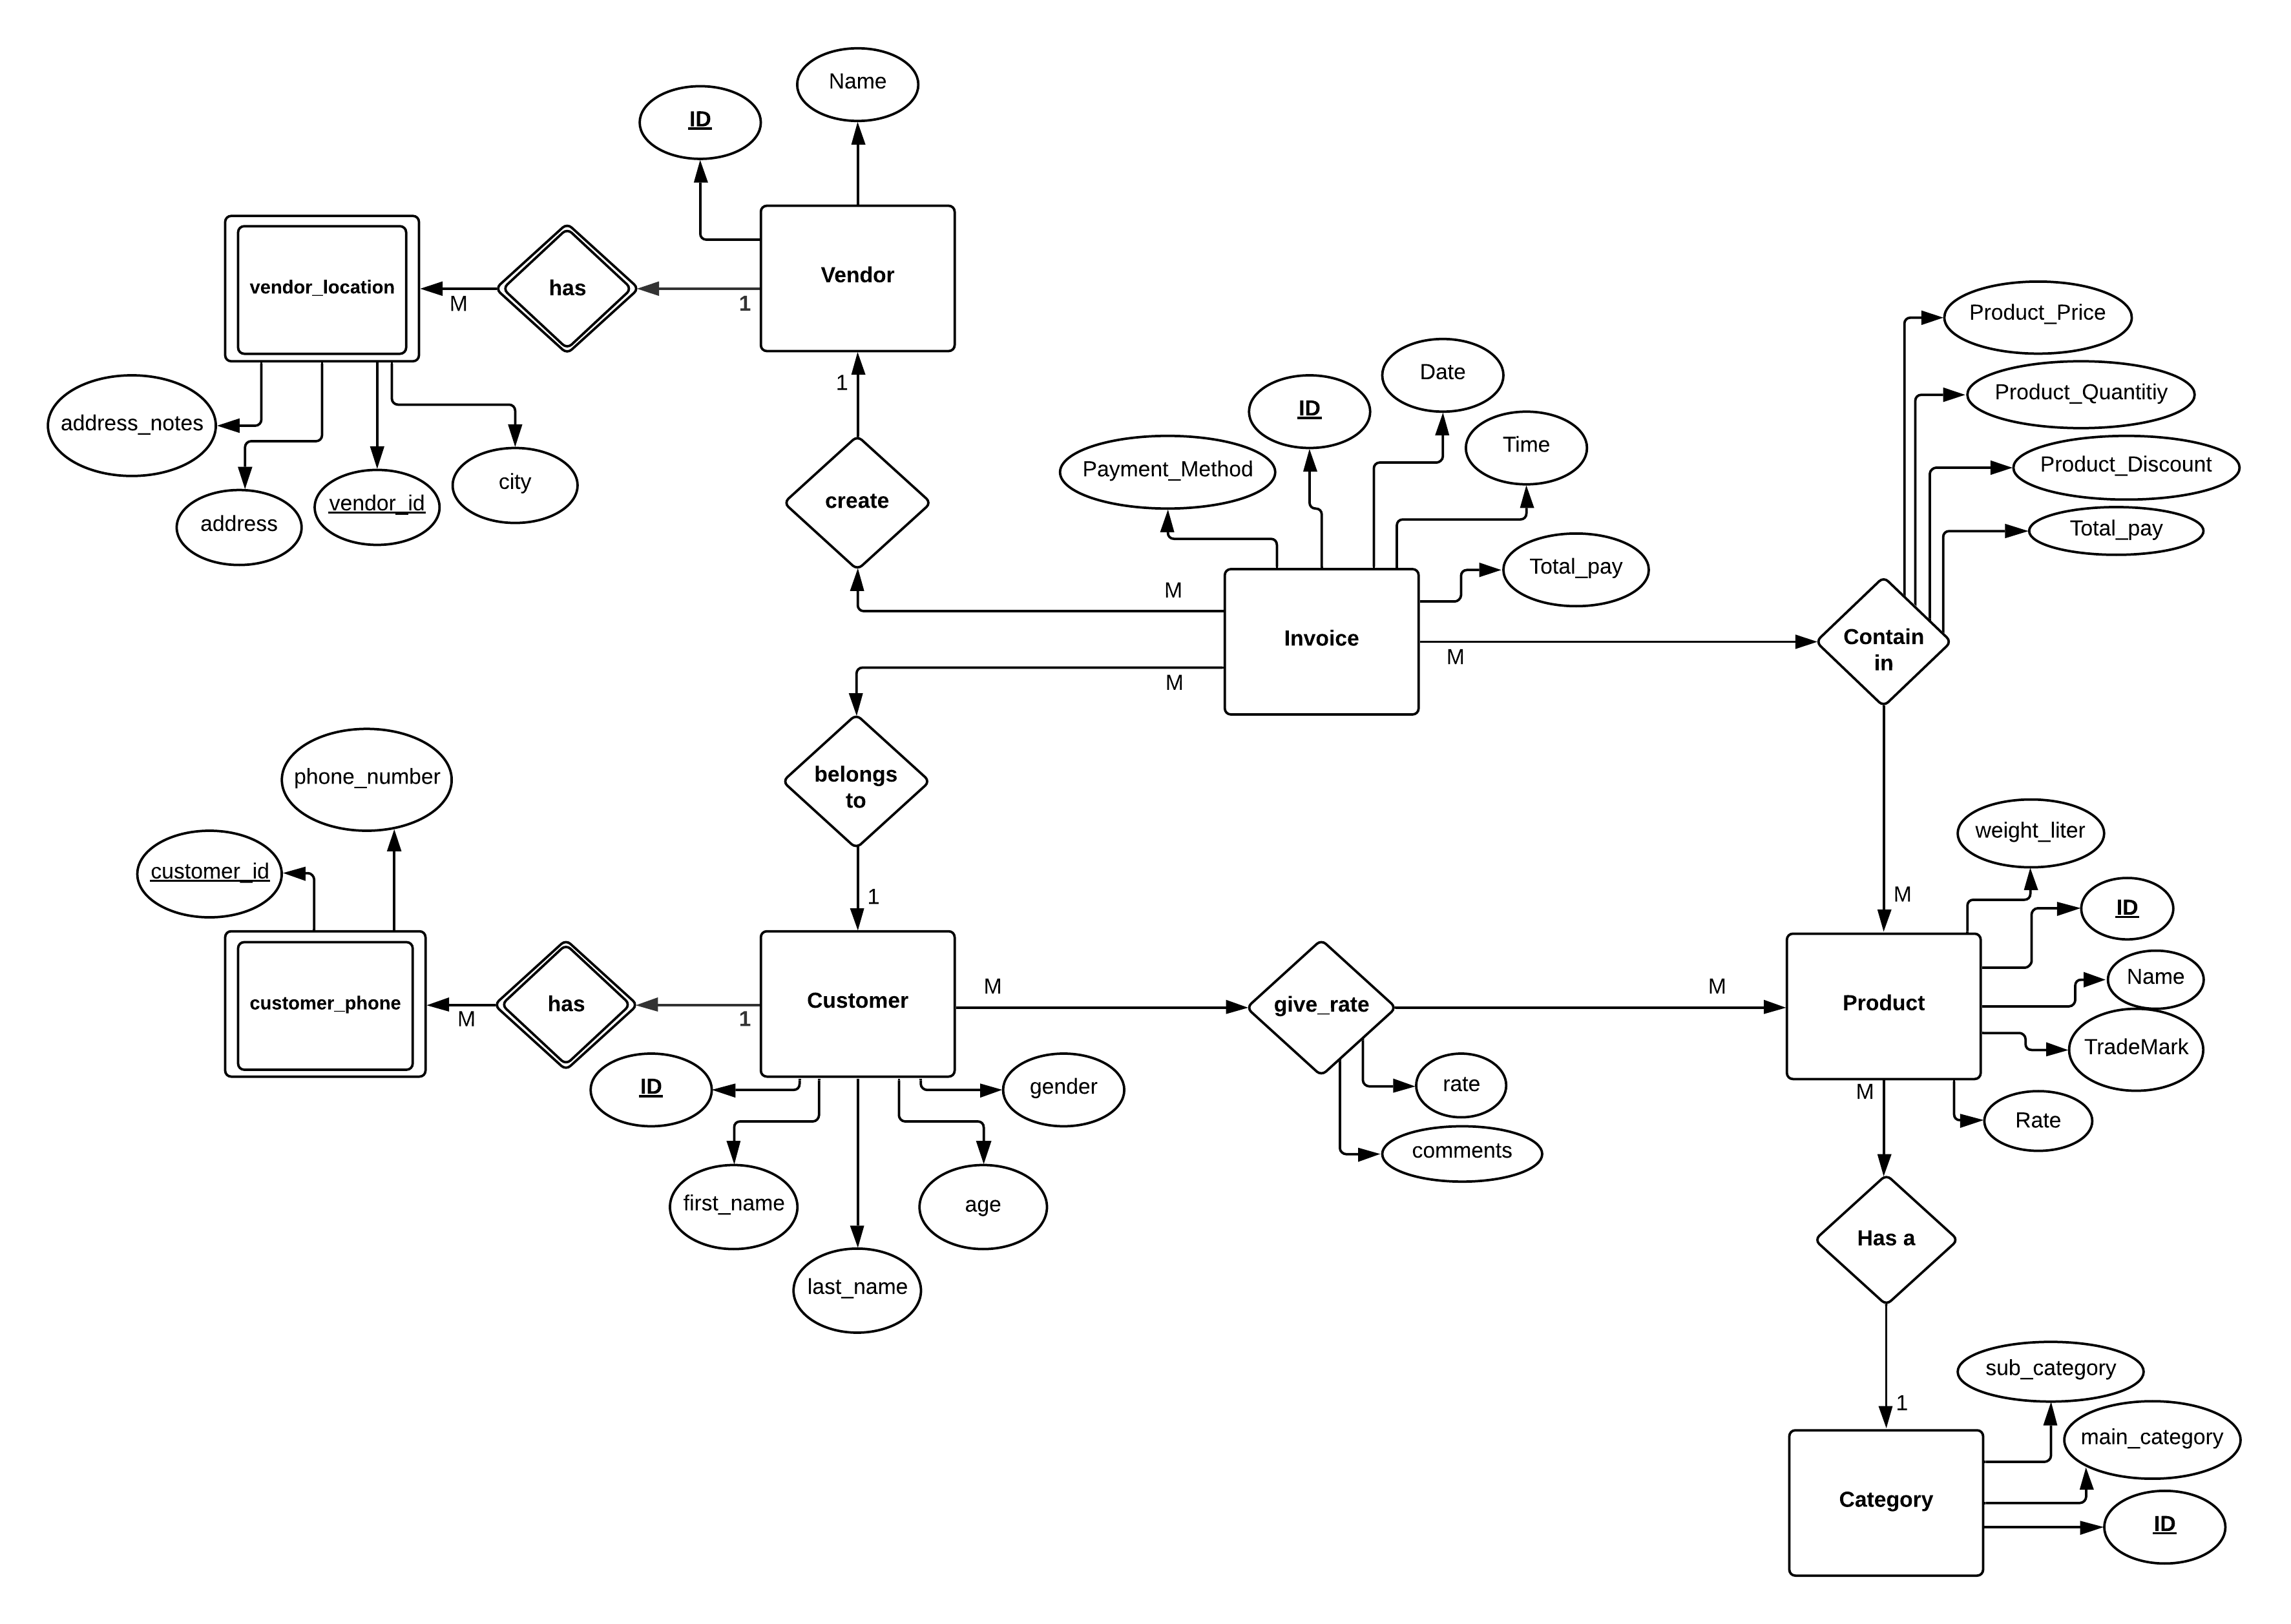 Name
ID
Vendor
has
vendor_location
M
1
1
address_notes
address
vendor_id
city
create
Payment_Method
ID
Date
Time
Total_pay
Product_Price
Product_Quantitiy
Product_Discount
Total_pay
M
Invoice
M
M
Contain
in
belongs
to
1
phone_number
customer_id
customer_phone
has
M
1
Customer
ID
first_name
last_name
age
gender
M
give_rate
M
rate
comments
M
Product
weight_liter
ID
Name
TradeMark
Rate
M
Has a
1
sub_category
main_category
ID
Category